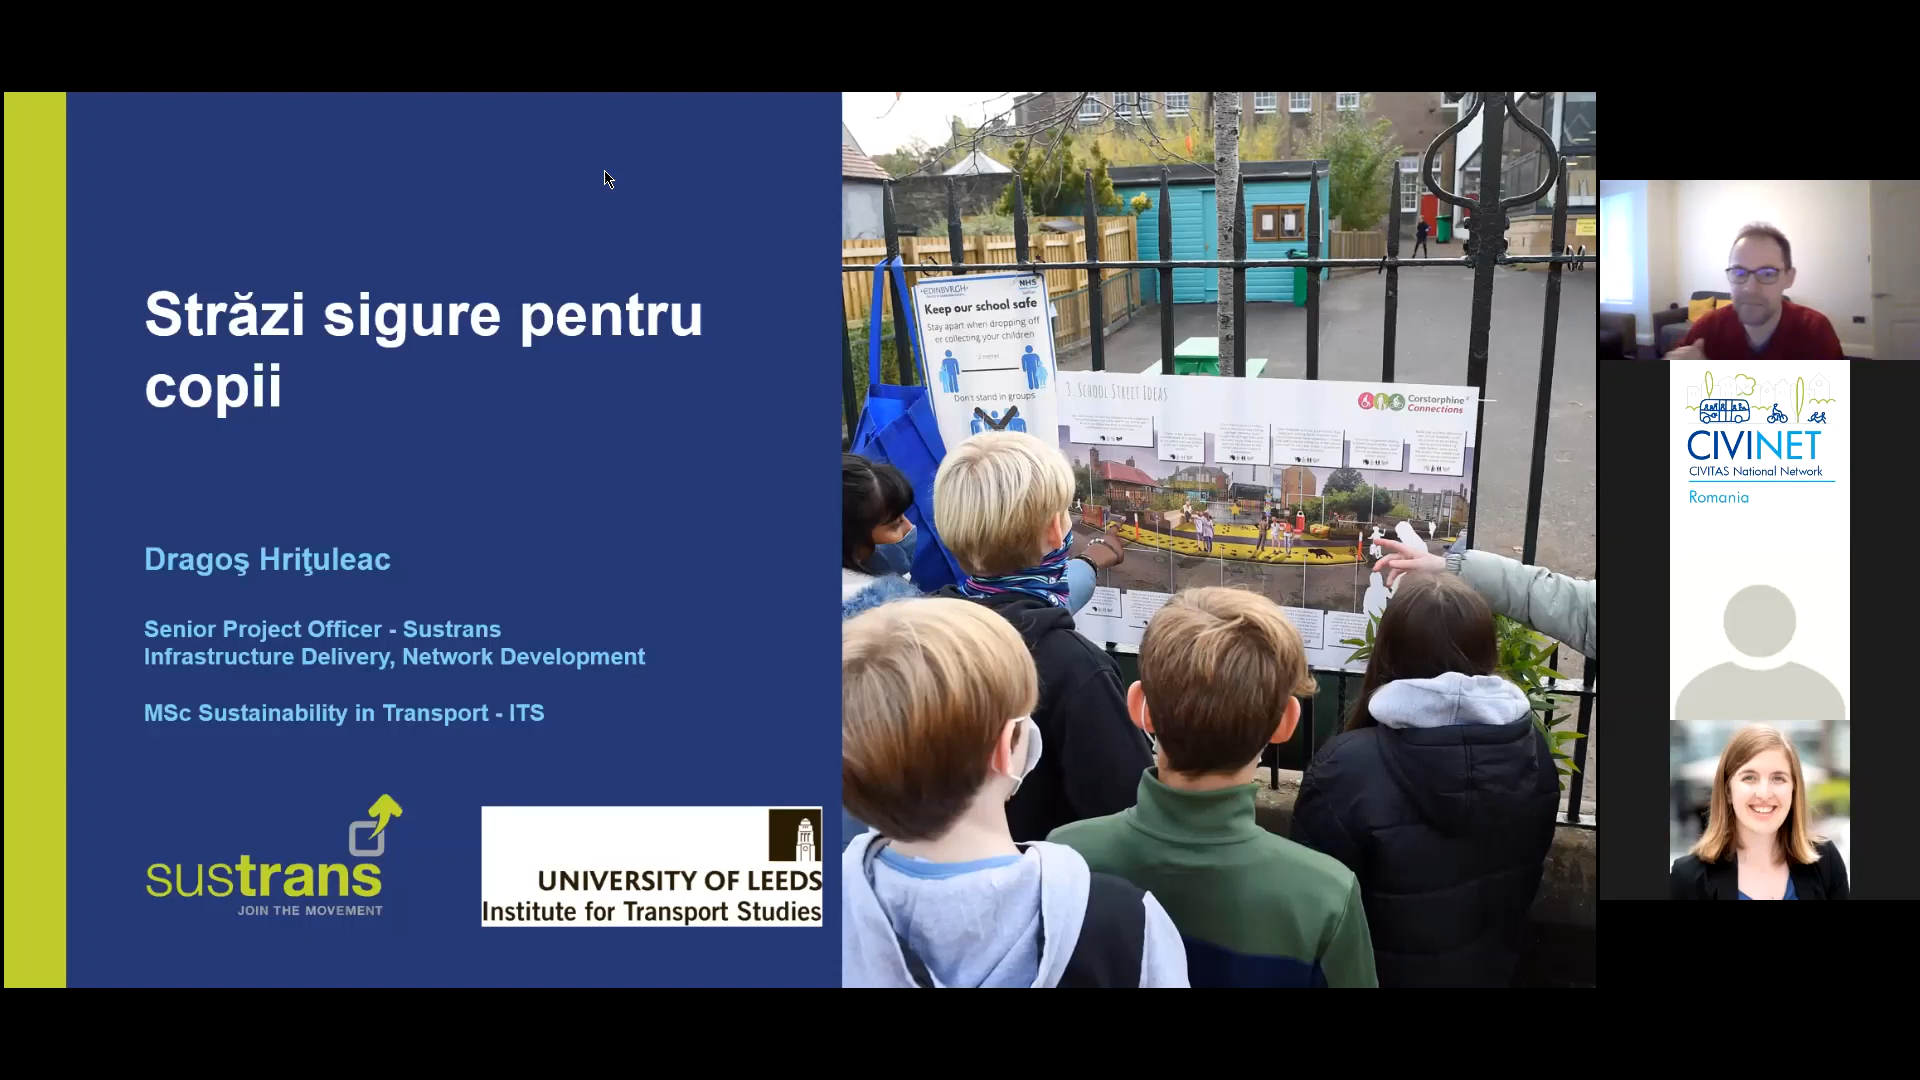 Străzi sigure pentru
copii
Dragoş Hriţuleac
Senior Project Officer - Sustrans
Infrastructure Delivery, Network Development
MSc Sustainability in Transport - ITS
sustrans
JOIN THE MOVEMENT
UNIVERSITY OF LEEDS
Institute for Transport Studies
·EDINBVRGH·
NHS
Keep our school safe
Stay apart when dropping off
or collecting your children
2 metres
Don't stand in groups
SCHOOL STREET IDEAS
Corstorphine
Connections
CIVINET
CIVITAS National Network
Romania